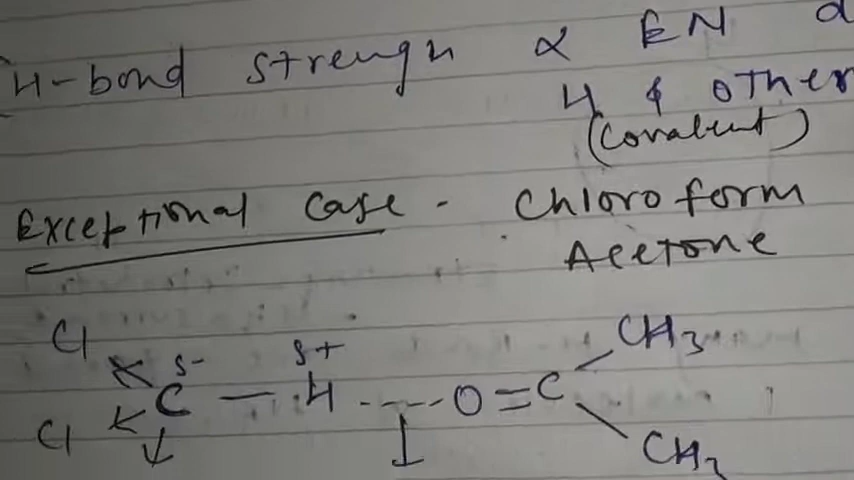 H-bond strength ∝ EN d
H & other
(covalent)
Exceptional Case - Chloroform
Acetone
Cl CH3
δ- δ+
C — H ---- O = C
Cl
CH3